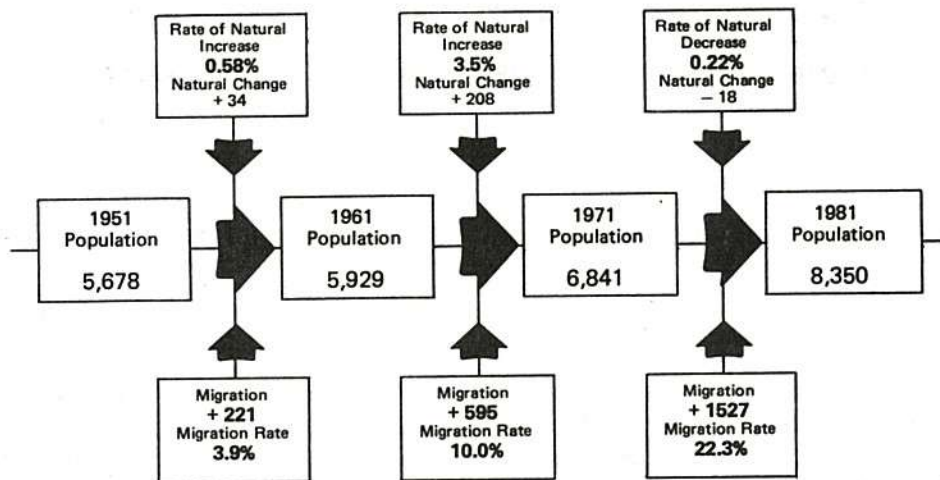 Rate of Natural
Increase
0.58%
Natural Change
+ 34
Rate of Natural
Increase
3.5%
Natural Change
+ 208
Rate of Natural
Decrease
0.22%
Natural Change
– 18
1951
Population
5,678
1961
Population
5,929
1971
Population
6,841
1981
Population
8,350
Migration
+ 221
Migration Rate
3.9%
Migration
+ 595
Migration Rate
10.0%
Migration
+ 1527
Migration Rate
22.3%